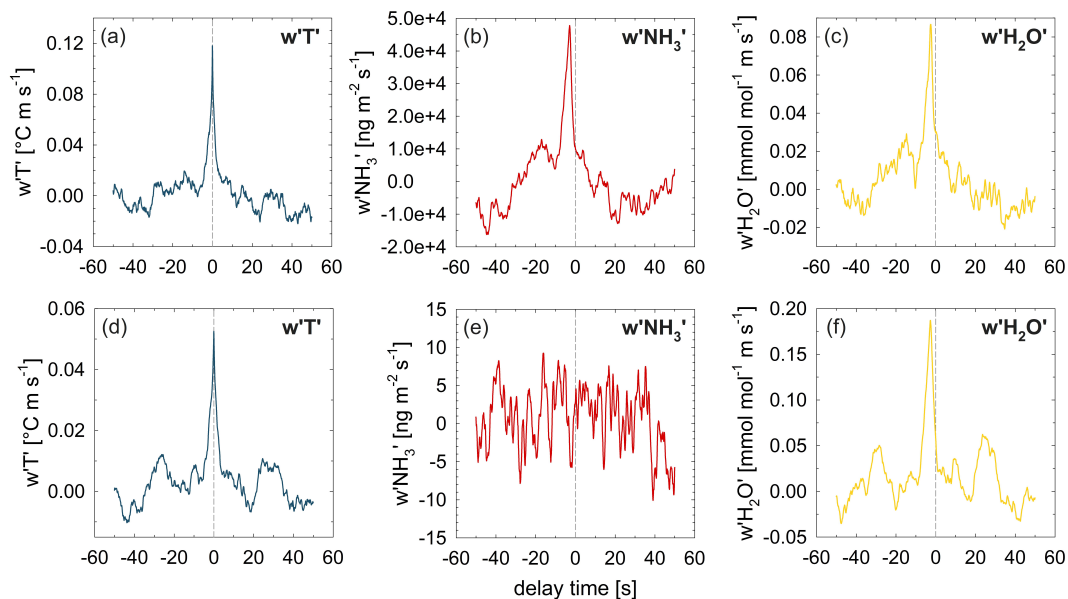 (a) w'T'
w'T' [°C m s⁻¹]
0.12
0.08
0.04
0.00
-0.04
-60 -40 -20 0 20 40 60
(b) w'NH₃'
w'NH₃' [ng m⁻² s⁻¹]
5.0e+4
4.0e+4
3.0e+4
2.0e+4
1.0e+4
0.0
-1.0e+4
-2.0e+4
-60 -40 -20 0 20 40 60
(c) w'H₂O'
w'H₂O' [mmol mol⁻¹ m s⁻¹]
0.08
0.06
0.04
0.02
0.00
-0.02
-60 -40 -20 0 20 40 60
(d) w'T'
w'T' [°C m s⁻¹]
0.06
0.04
0.02
0.00
-60 -40 -20 0 20 40 60
(e) w'NH₃'
w'NH₃' [ng m⁻² s⁻¹]
15
10
5
0
-5
-10
-15
-60 -40 -20 0 20 40 60
delay time [s]
(f) w'H₂O'
w'H₂O' [mmol mol⁻¹ m s⁻¹]
0.20
0.15
0.10
0.05
0.00
-0.05
-60 -40 -20 0 20 40 60